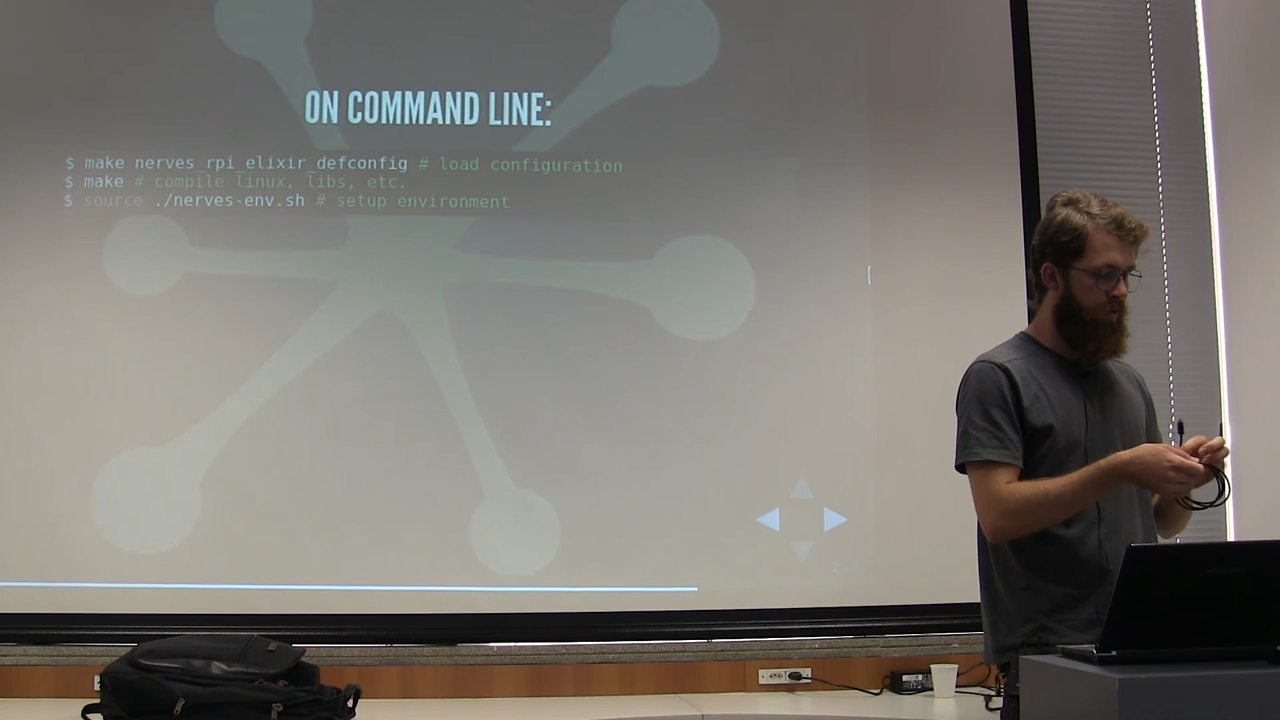 ON COMMAND LINE:
$ make nerves_rpi_elixir_defconfig # load configuration
$ make # compile linux, libs, etc.
$ source ./nerves-env.sh # setup environment